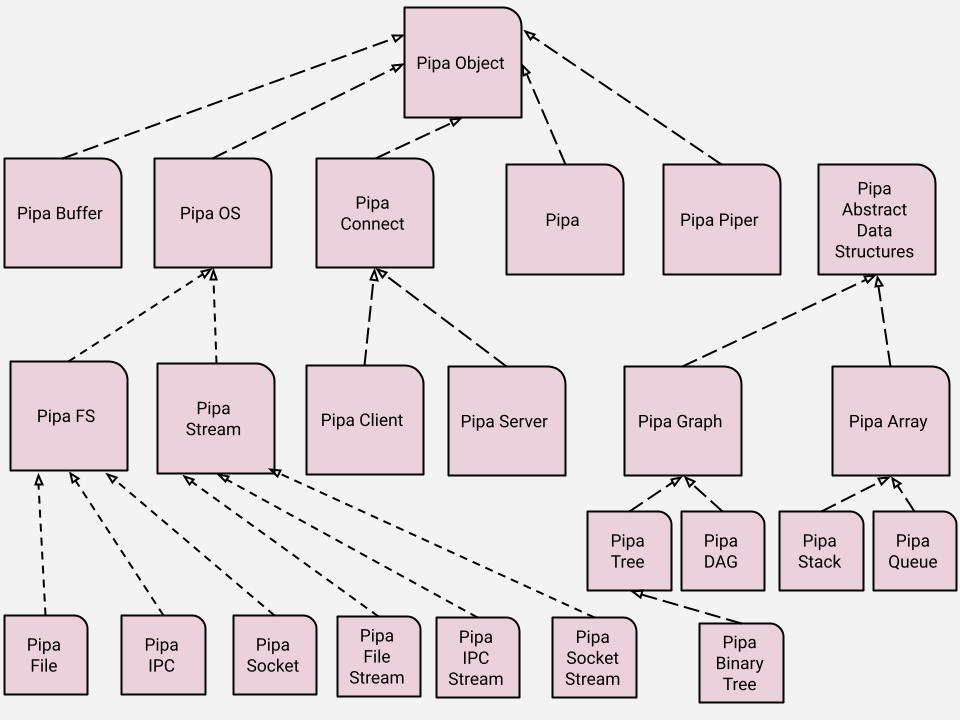 Pipa Object
Pipa Buffer
Pipa OS
Pipa
Connect
Pipa
Pipa Piper
Pipa
Abstract
Data
Structures
Pipa FS
Pipa
Stream
Pipa Client
Pipa Server
Pipa Graph
Pipa Array
Pipa
Tree
Pipa
DAG
Pipa
Stack
Pipa
Queue
Pipa
File
Pipa
IPC
Pipa
Socket
Pipa
File
Stream
Pipa
IPC
Stream
Pipa
Socket
Stream
Pipa
Binary
Tree